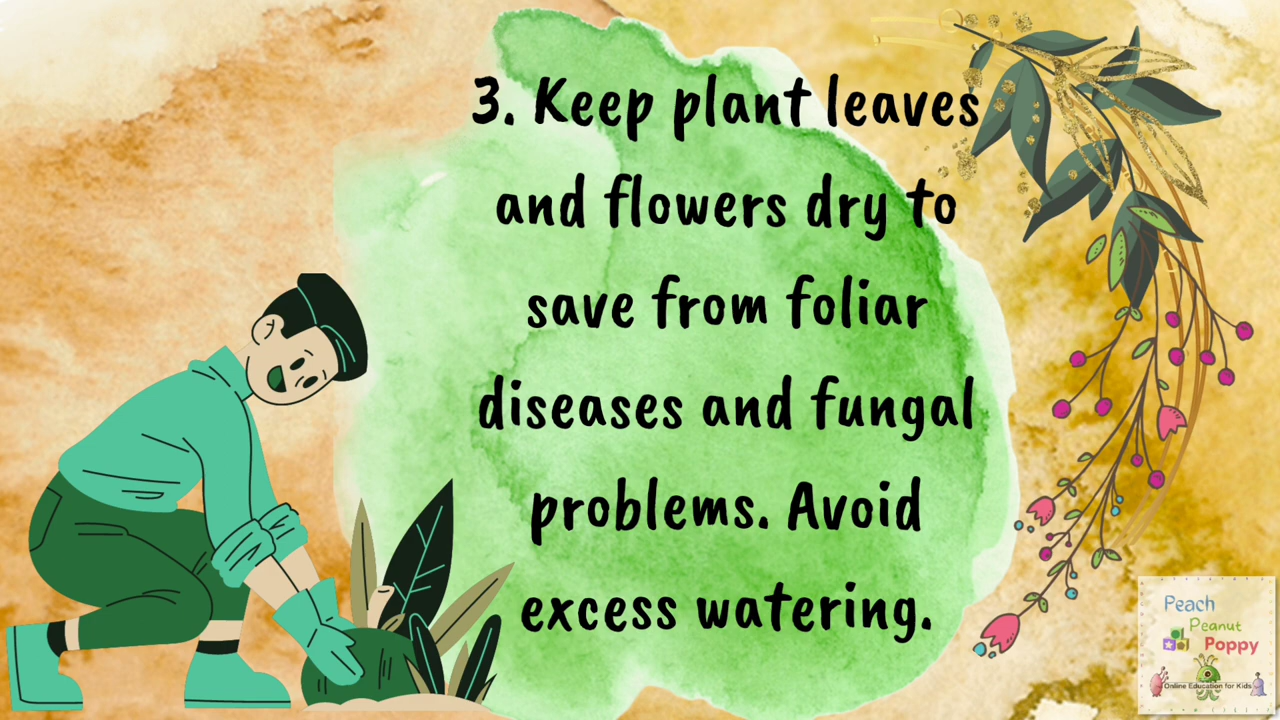 3. Keep plant leaves
and flowers dry to
save from foliar
diseases and fungal
problems. Avoid
excess watering.
Peach
Peanut
Poppy
Online Education for Kids